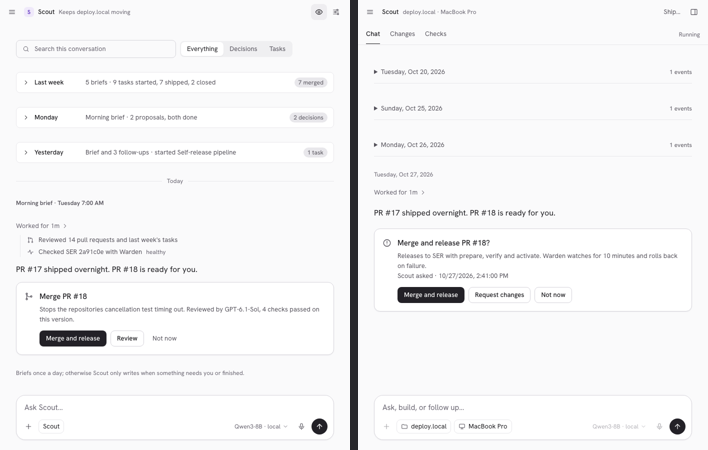 S Scout Keeps deploy.local moving
Search this conversation
Everything Decisions Tasks
Last week 5 briefs · 9 tasks started, 7 shipped, 2 closed 7 merged
Monday Morning brief · 2 proposals, both done 2 decisions
Yesterday Brief and 3 follow-ups · started Self-release pipeline 1 task
Today
Morning brief · Tuesday 7:00 AM
Worked for 1m
Reviewed 14 pull requests and last week's tasks
Checked SER 2a91c0e with Warden healthy
PR #17 shipped overnight. PR #18 is ready for you.
Merge PR #18
Stops the repositories cancellation test timing out. Reviewed by GPT-6.1-Sol, 4 checks passed on
this version.
Merge and release Review Not now
Briefs once a day; otherwise Scout only writes when something needs you or finished.
Ask Scout...
Scout Qwen3-8B · local
Scout deploy.local · MacBook Pro Ship...
Chat Changes Checks Running
Tuesday, Oct 20, 2026 1 events
Sunday, Oct 25, 2026 1 events
Monday, Oct 26, 2026 1 events
Tuesday, Oct 27, 2026
Worked for 1m
PR #17 shipped overnight. PR #18 is ready for you.
Merge and release PR #18?
Releases to SER with prepare, verify and activate. Warden watches for 10 minutes and rolls back
on failure.
Scout asked · 10/27/2026, 2:41:00 PM
Merge and release Request changes Not now
Ask, build, or follow up...
deploy.local MacBook Pro Qwen3-8B · local